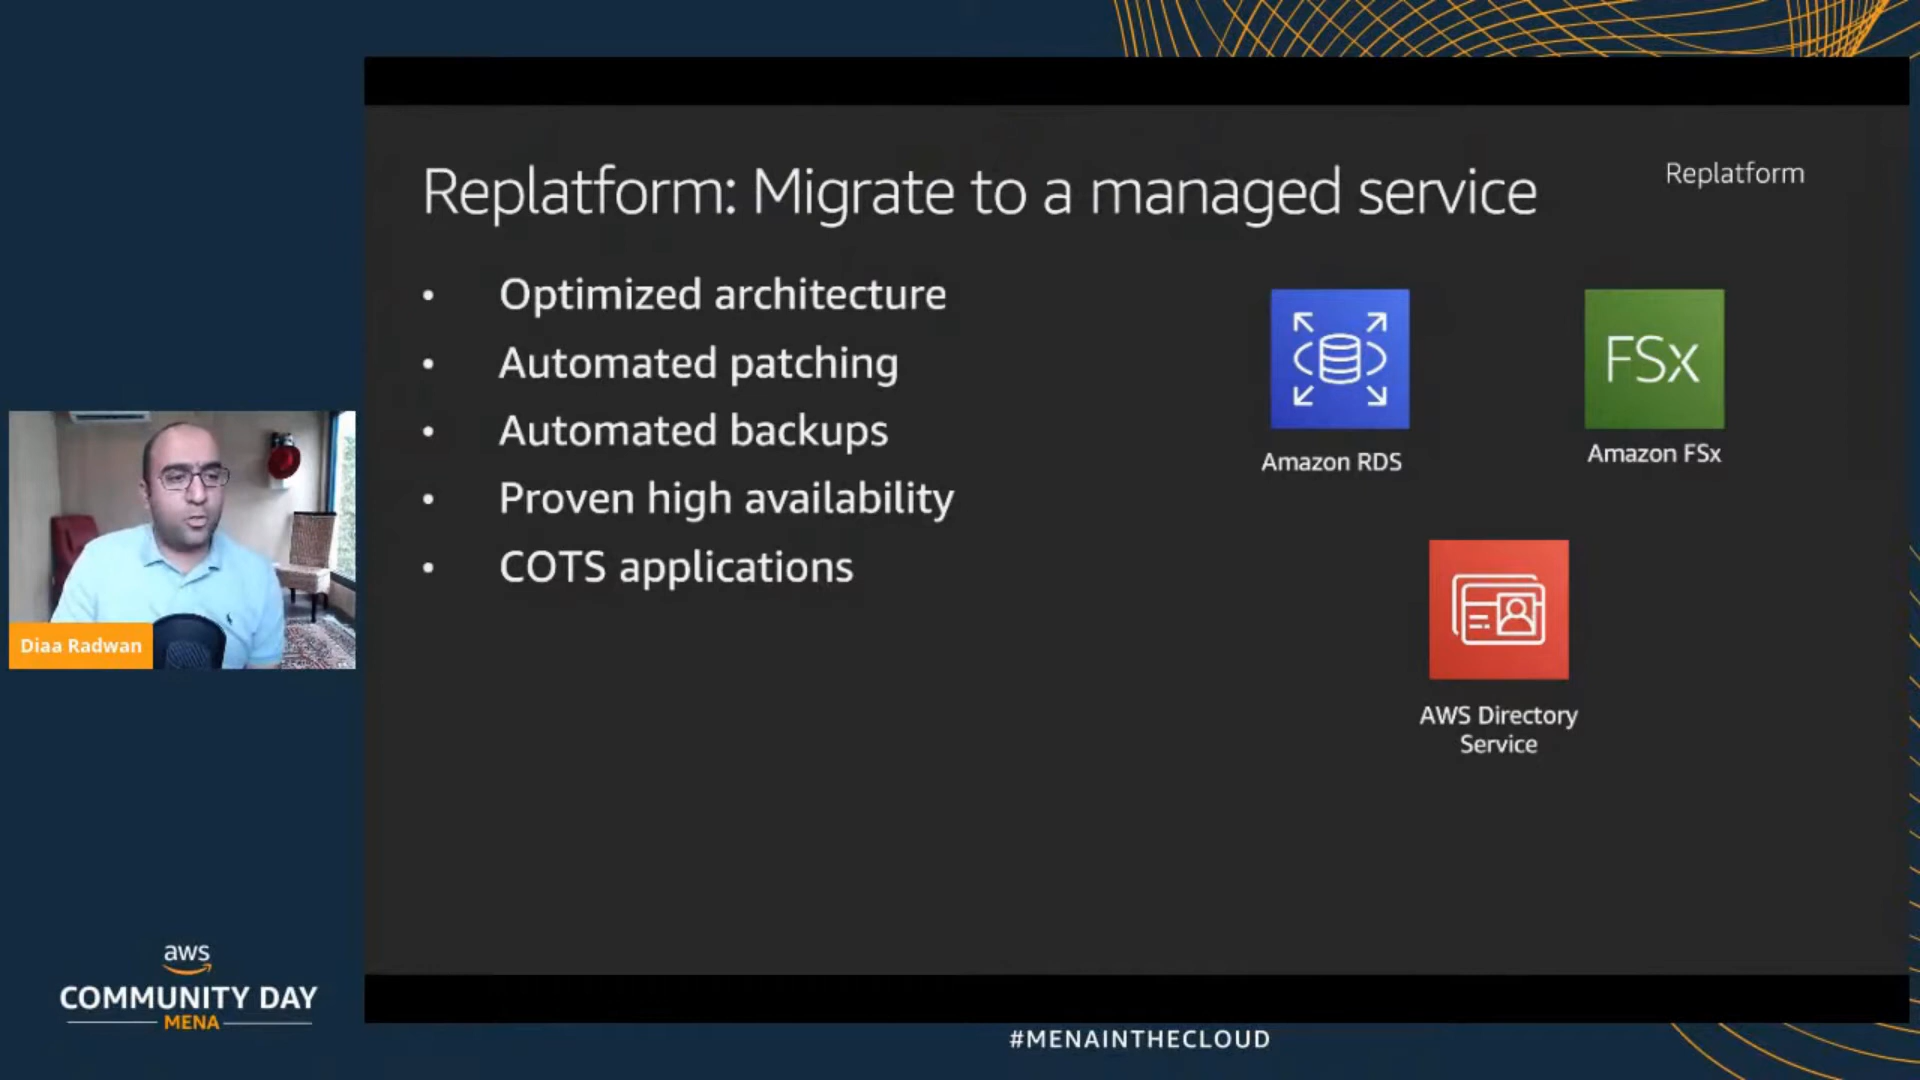 Replatform: Migrate to a managed service
Replatform
• Optimized architecture
• Automated patching
• Automated backups
• Proven high availability
• COTS applications
FSx
Amazon RDS
Amazon FSx
AWS Directory
Service
Diaa Radwan
aws
COMMUNITY DAY
MENA
#MENAINTHECLOUD